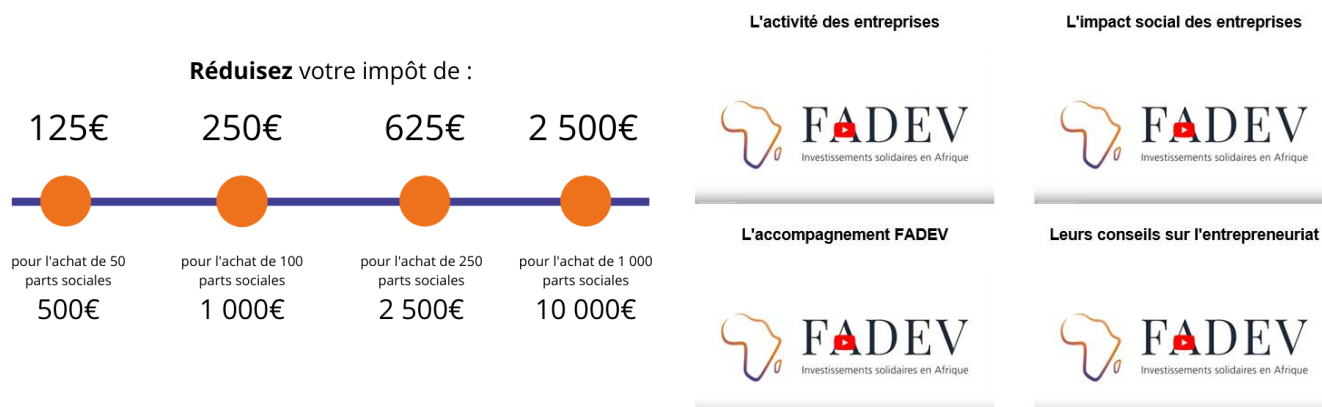 Réduisez votre impôt de :
125€
250€
625€
2 500€
pour l'achat de 50
parts sociales
500€
pour l'achat de 100
parts sociales
1 000€
pour l'achat de 250
parts sociales
2 500€
pour l'achat de 1 000
parts sociales
10 000€
L'activité des entreprises
FADEV
Investissements solidaires en Afrique
L'impact social des entreprises
FADEV
Investissements solidaires en Afrique
L'accompagnement FADEV
FADEV
Investissements solidaires en Afrique
Leurs conseils sur l'entrepreneuriat
FADEV
Investissements solidaires en Afrique